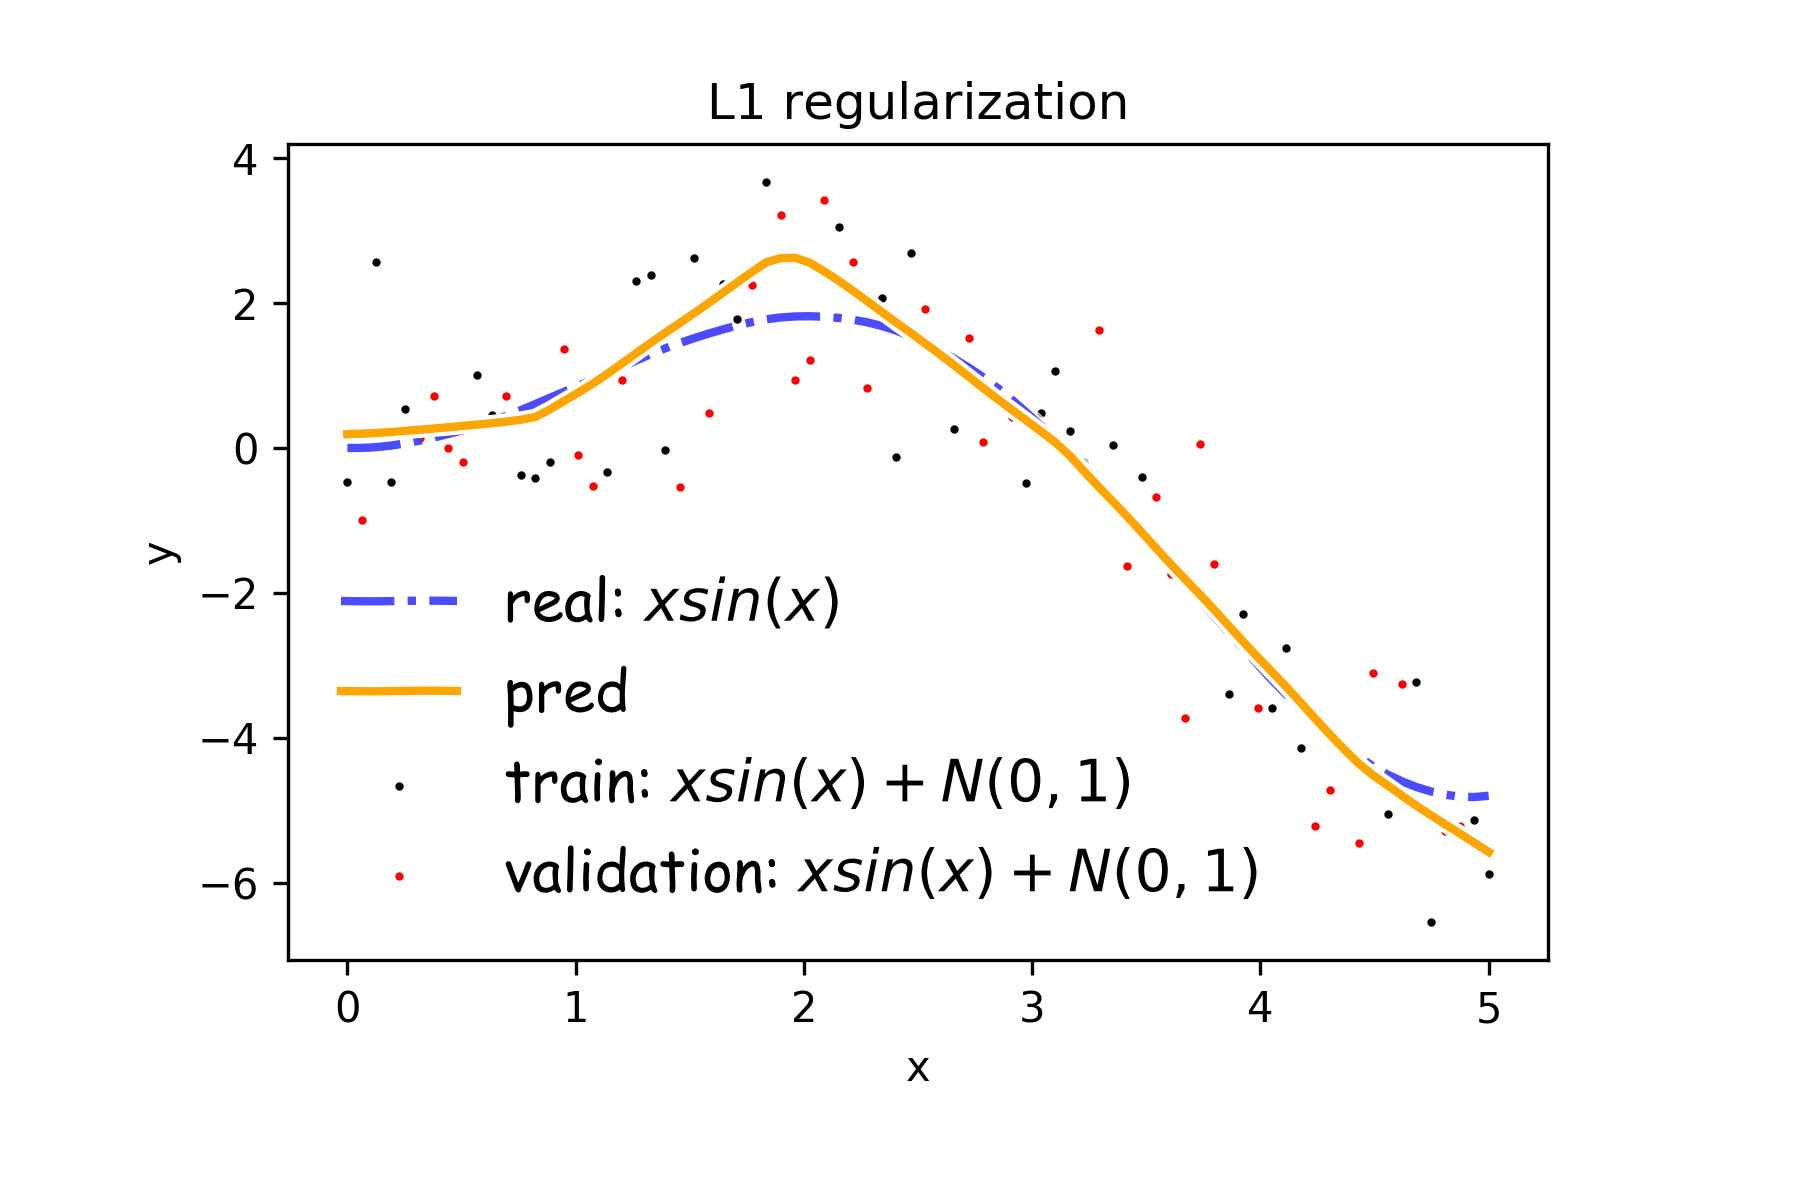 L1 regularization
4
2
0
−2
−4
−6
y
real: xsin(x)
pred
train: xsin(x) + N(0, 1)
validation: xsin(x) + N(0, 1)
0 1 2 3 4 5
x